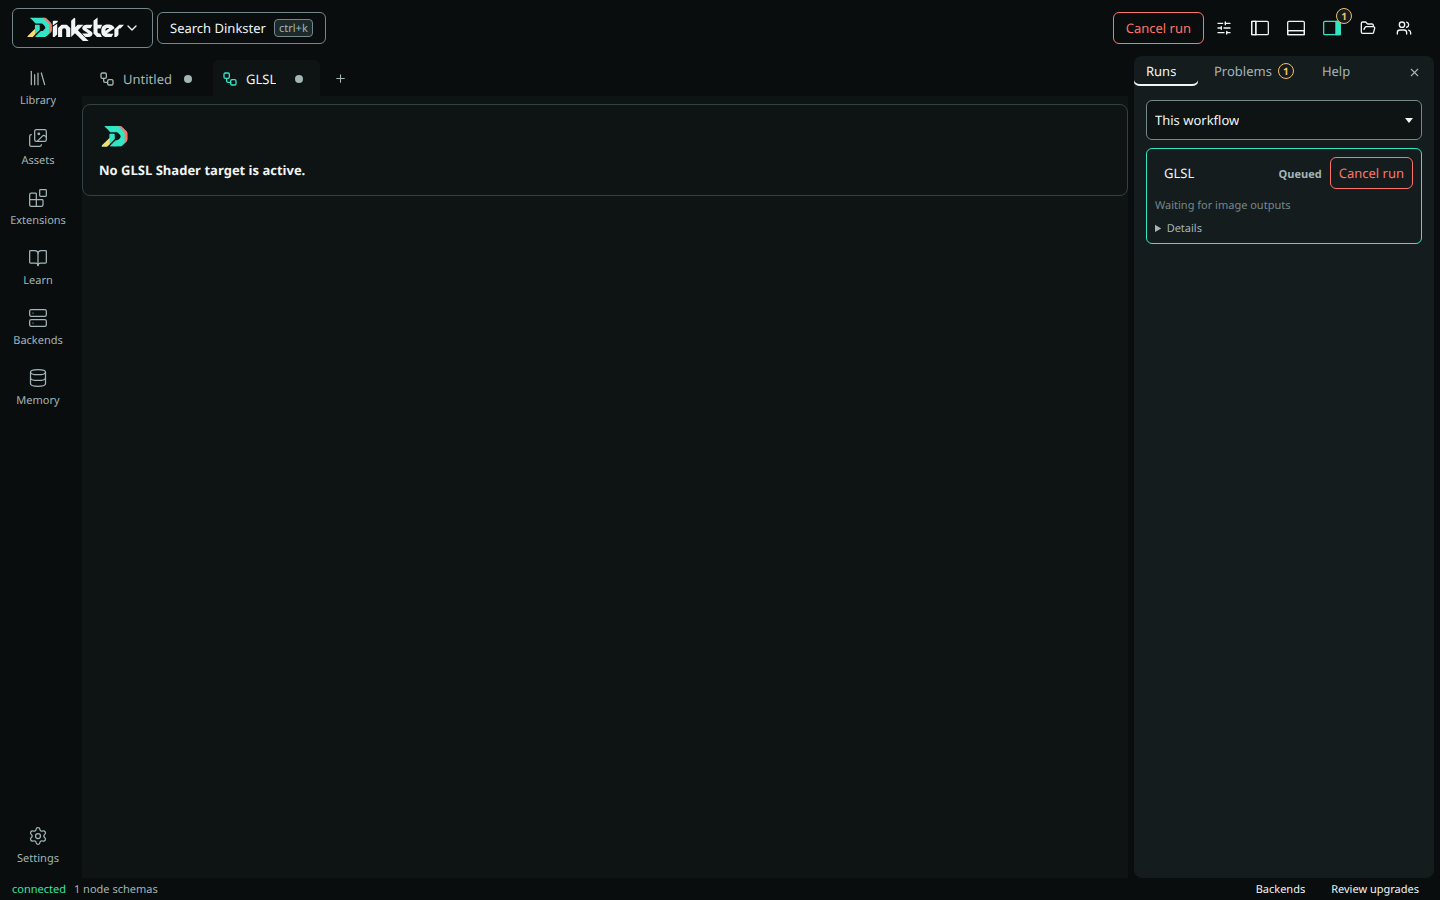 Dinkster
Search Dinkster ctrl+k
Cancel run
1
Library
Assets
Extensions
Learn
Backends
Memory
Settings
Untitled
GLSL
No GLSL Shader target is active.
Runs
Problems 1
Help
This workflow
GLSL
Queued
Cancel run
Waiting for image outputs
Details
connected
1 node schemas
Backends
Review upgrades